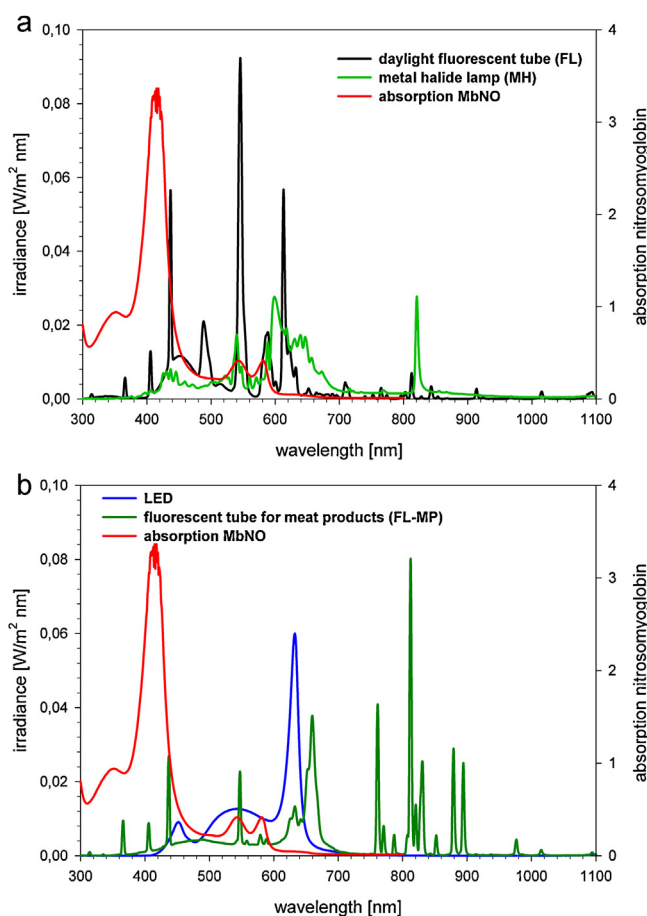 a
0,10
4
daylight fluorescent tube (FL)
metal halide lamp (MH)
absorption MbNO
0,08
3
0,06
2
0,04
1
0,02
0,00
0
300 400 500 600 700 800 900 1000 1100
wavelength [nm]
irradiance [W/m² nm]
absorption nitrosomyoglobin
b
0,10
4
LED
fluorescent tube for meat products (FL-MP)
absorption MbNO
0,08
3
0,06
2
0,04
1
0,02
0,00
0
300 400 500 600 700 800 900 1000 1100
wavelength [nm]
irradiance [W/m² nm]
absorption nitrosomyoglobin